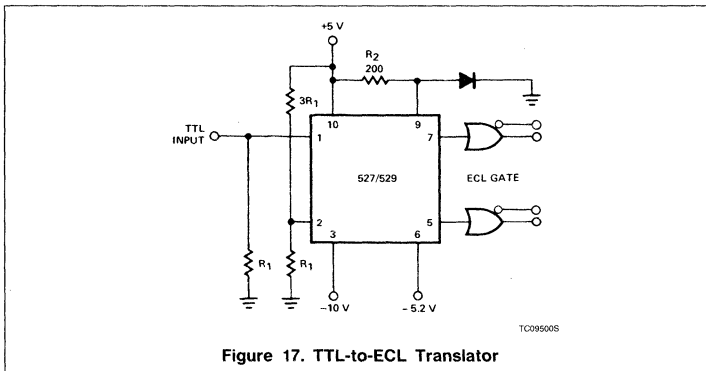 +5 V
R2
200
3R1
TTL
INPUT
10
9
1
7
527/529
ECL GATE
2
5
3
6
R1
R1
–10 V
– 5.2 V
TC09500S
Figure 17. TTL-to-ECL Translator